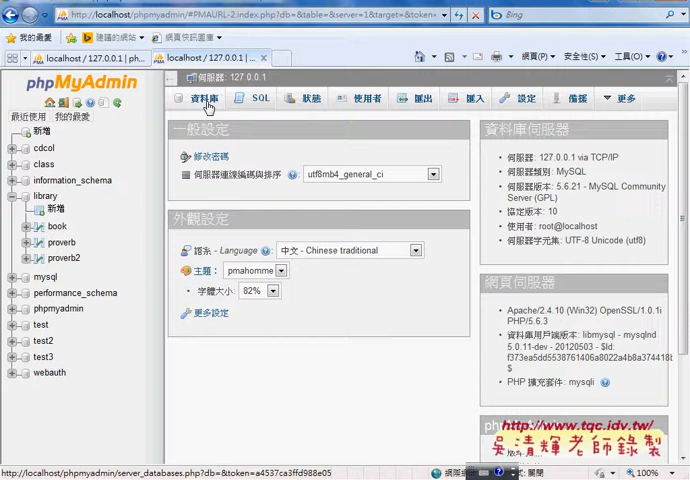 http://localhost/phpmyadmin/#PMAURL-2:index.php?db=&table=&server=1&target=&token=
Bing
我的最愛
建議的網站
網頁快訊圖庫
localhost / 127.0.0.1 | ph...
localhost / 127.0.0.1 | p...
網頁(P)
安全性(S)
工具(O)
phpMyAdmin
最近使用
我的最愛
新增
cdcol
class
information_schema
library
新增
book
proverb
proverb2
mysql
performance_schema
phpmyadmin
test
test2
test3
webauth
伺服器: 127.0.0.1
資料庫
SQL
狀態
使用者
匯出
匯入
設定
備援
更多
一般設定
修改密碼
伺服器連線編碼與排序
utf8mb4_general_ci
外觀設定
語系 - Language
中文 - Chinese traditional
主題：
pmahomme
字體大小:
82%
更多設定
資料庫伺服器
伺服器: 127.0.0.1 via TCP/IP
伺服器類別: MySQL
伺服器版本: 5.6.21 - MySQL Community
Server (GPL)
協定版本: 10
使用者: root@localhost
伺服器字元集: UTF-8 Unicode (utf8)
網頁伺服器
Apache/2.4.10 (Win32) OpenSSL/1.0.1i
PHP/5.6.3
資料庫用戶端版本: libmysql - mysqlnd
5.0.11-dev - 20120503 - $Id:
f373ea5dd5538761406a8022a4b8a374418b
$
PHP 擴充套件: mysqli
http://www.tqc.idv.tw/
吳清輝老師錄製
http://localhost/phpmyadmin/server_databases.php?db=&token=a4537ca3ffd988e05
關閉
100%